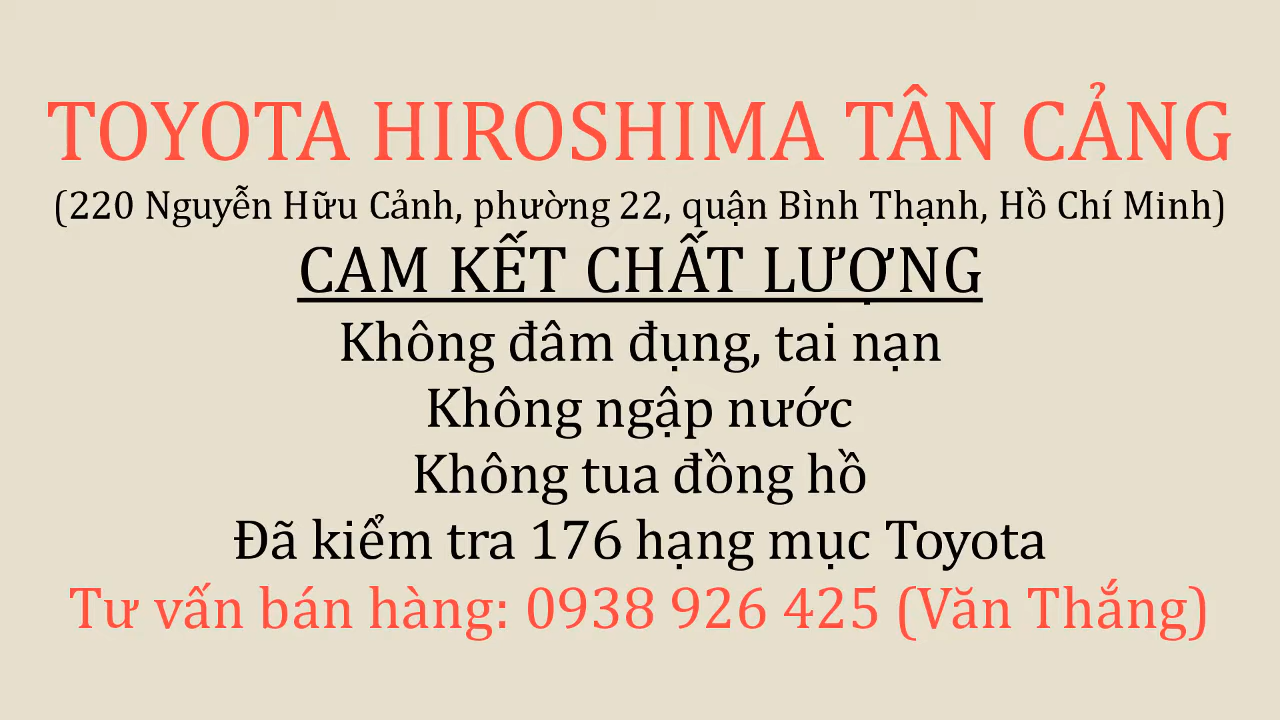 TOYOTA HIROSHIMA TÂN CẢNG
(220 Nguyễn Hữu Cảnh, phường 22, quận Bình Thạnh, Hồ Chí Minh)
CAM KẾT CHẤT LƯỢNG
Không đâm đụng, tai nạn
Không ngập nước
Không tua đồng hồ
Đã kiểm tra 176 hạng mục Toyota
Tư vấn bán hàng: 0938 926 425 (Văn Thắng)